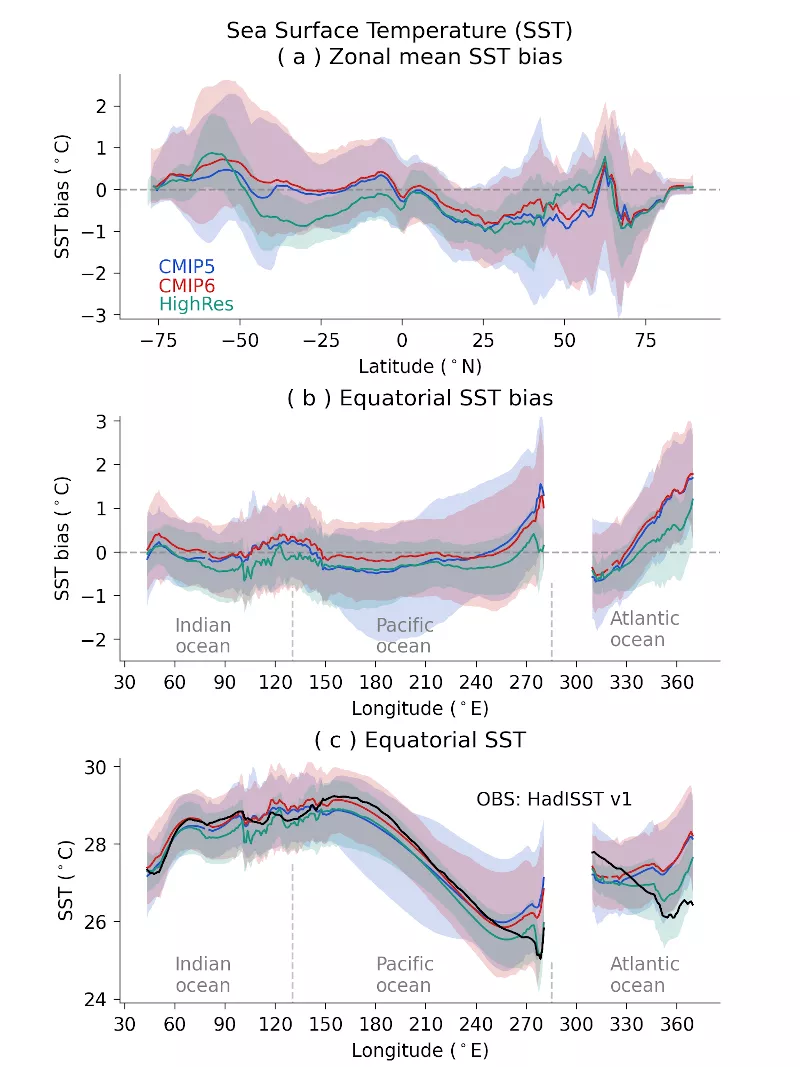 Sea Surface Temperature (SST)
( a ) Zonal mean SST bias
SST bias (°C)
2
1
0
−1
−2
−3
CMIP5
CMIP6
HighRes
−75 −50 −25 0 25 50 75
Latitude (°N)
( b ) Equatorial SST bias
SST bias (°C)
3
2
1
0
−1
−2
Indian
ocean
Pacific
ocean
Atlantic
ocean
30 60 90 120 150 180 210 240 270 300 330 360
Longitude (°E)
( c ) Equatorial SST
SST (°C)
30
28
26
24
OBS: HadISST v1
Indian
ocean
Pacific
ocean
Atlantic
ocean
30 60 90 120 150 180 210 240 270 300 330 360
Longitude (°E)